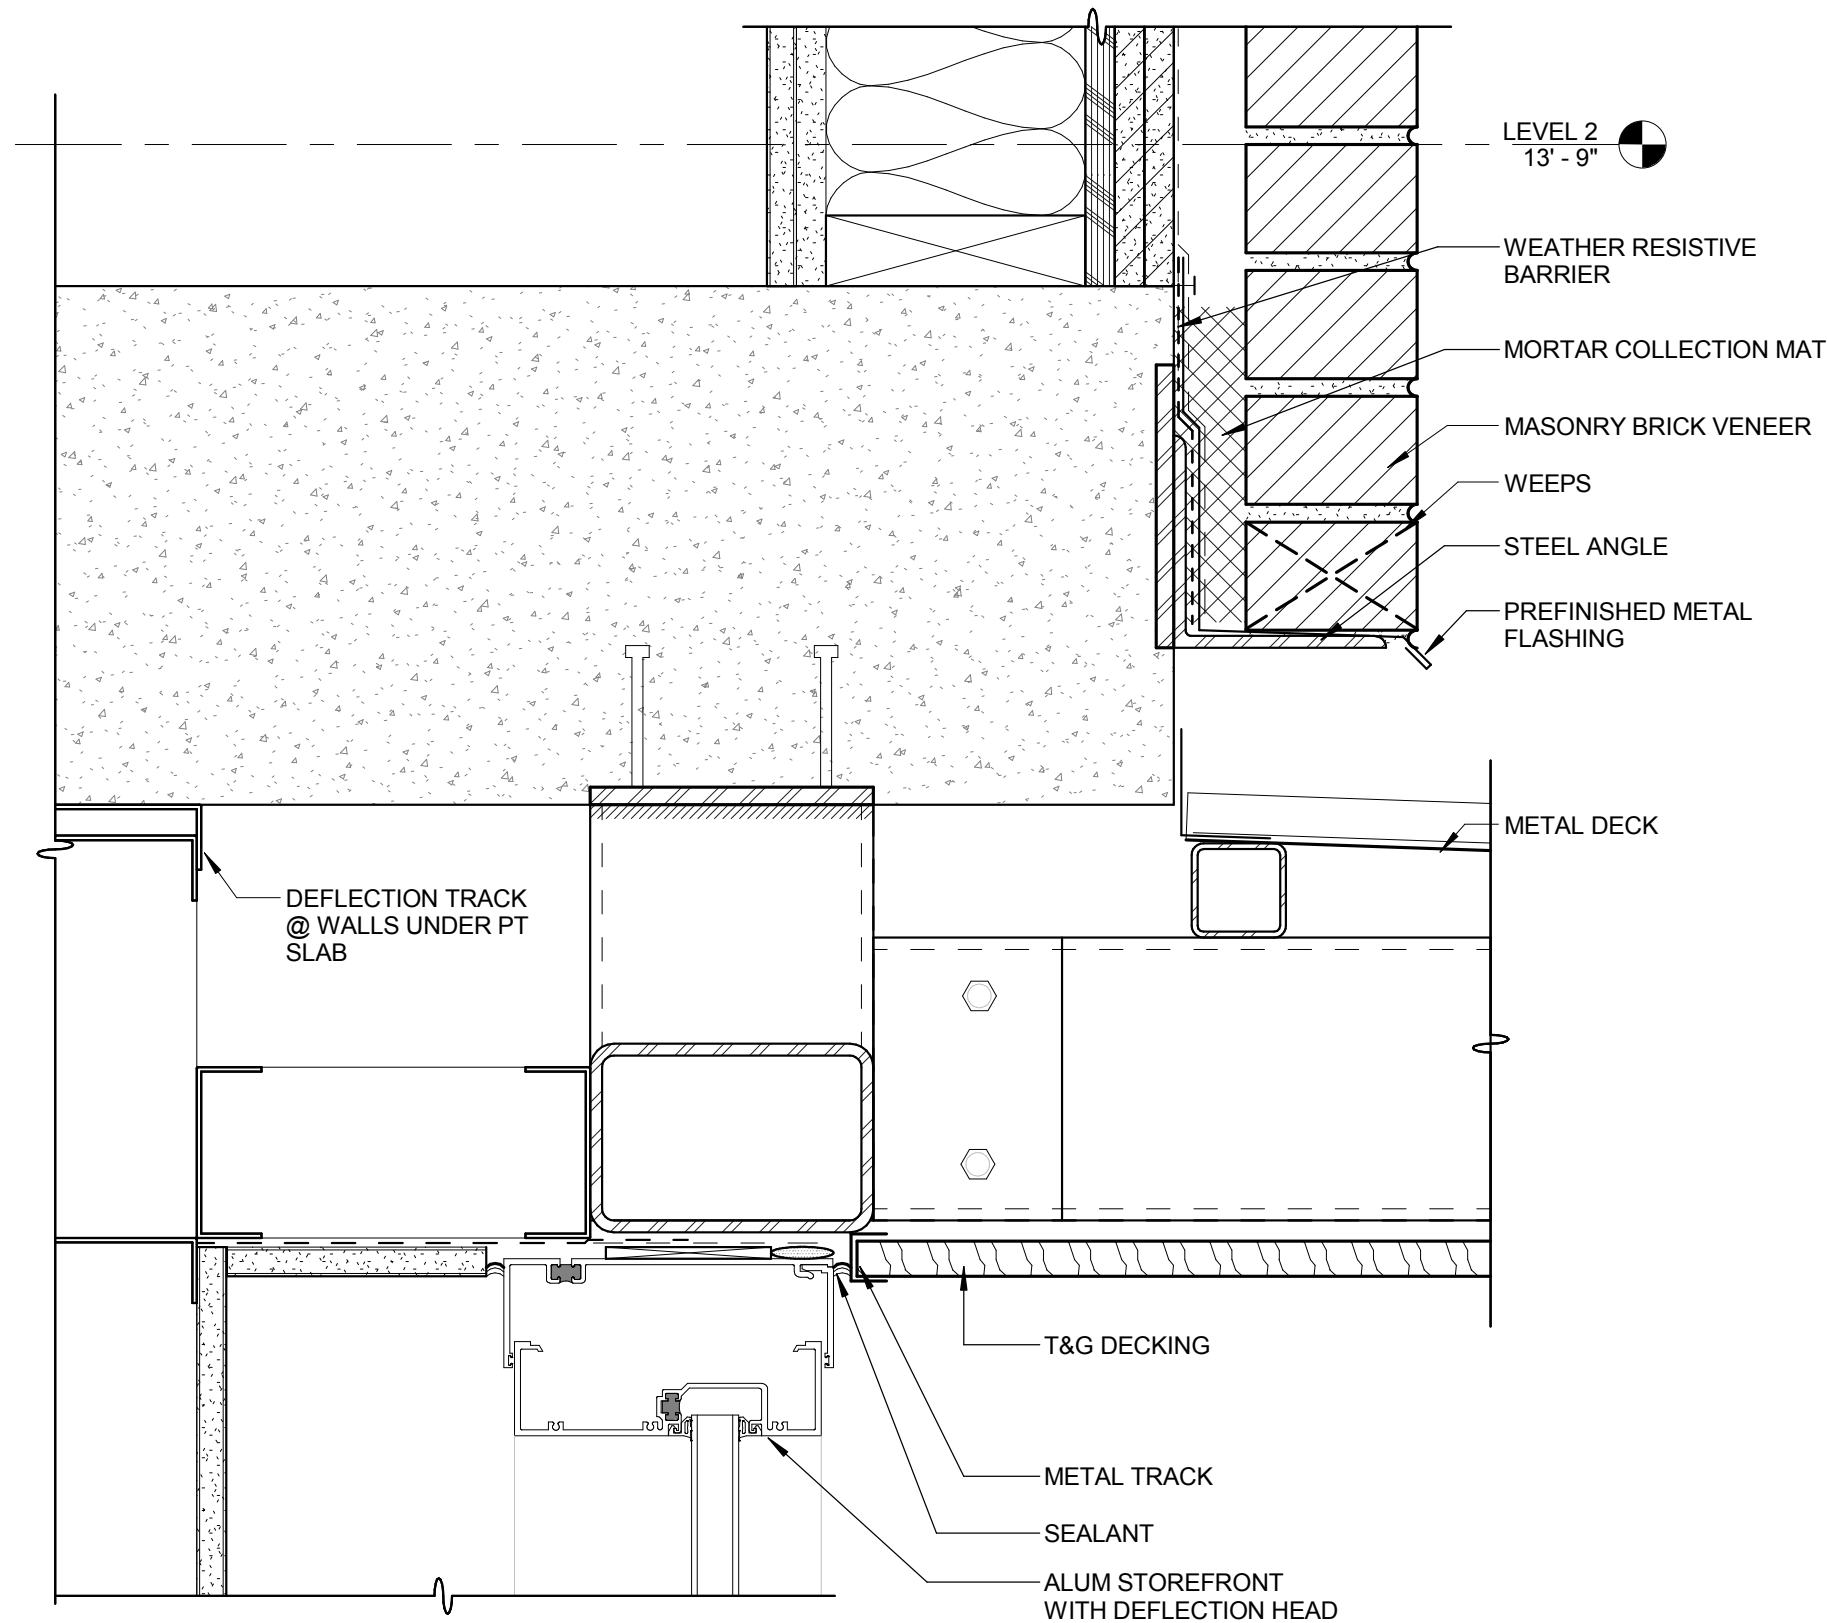 LEVEL 2
13' - 9"
WEATHER RESISTIVE
BARRIER
MORTAR COLLECTION MAT
MASONRY BRICK VENEER
WEEPS
STEEL ANGLE
PREFINISHED METAL
FLASHING
METAL DECK
DEFLECTION TRACK
@ WALLS UNDER PT
SLAB
T&G DECKING
METAL TRACK
SEALANT
ALUM STOREFRONT
WITH DEFLECTION HEAD